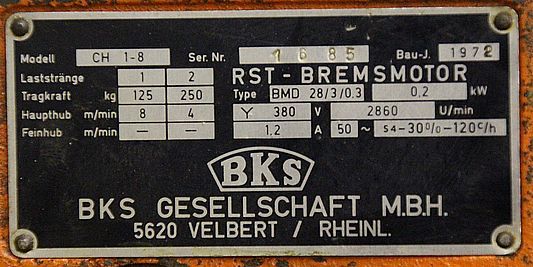 Modell CH 1-8 Ser. Nr. 1685 Bau-J. 1972
Laststränge 1 2 RST-BREMSMOTOR
Tragkraft kg 125 250 Type BMD 28/3/0.3 0,2 kW
Haupthub m/min 8 4 Y 380 V 2860 U/min
Feinhub m/min — — 1,2 A 50 ~ S4-30%-120c/h
BKS
BKS GESELLSCHAFT M.B.H.
5620 VELBERT / RHEINL.